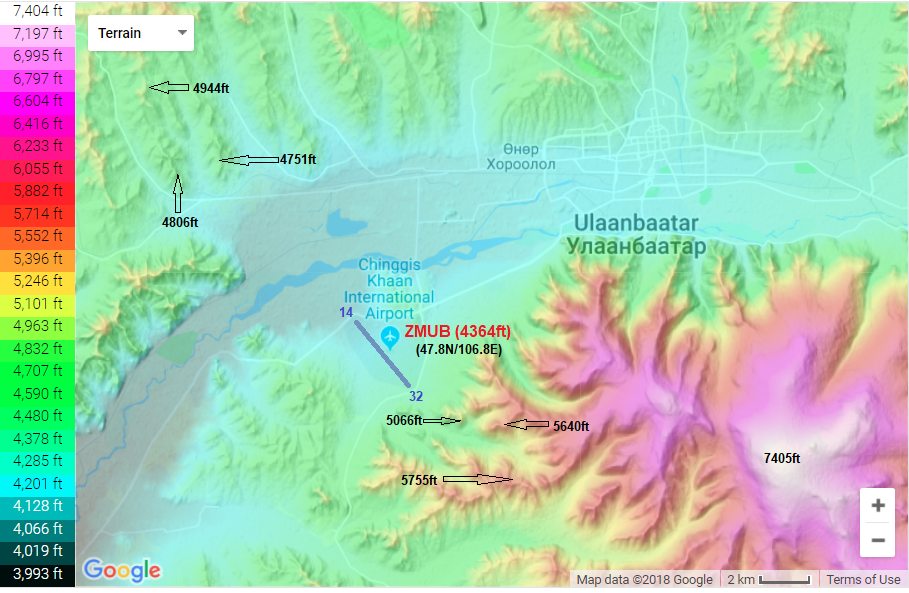 7,404 ft
7,197 ft
6,995 ft
6,797 ft
6,604 ft
6,416 ft
6,233 ft
6,055 ft
5,882 ft
5,714 ft
5,552 ft
5,396 ft
5,246 ft
5,101 ft
4,963 ft
4,832 ft
4,707 ft
4,590 ft
4,480 ft
4,378 ft
4,285 ft
4,201 ft
4,128 ft
4,066 ft
4,019 ft
3,993 ft
Terrain
4944ft
4751ft
4806ft
Өнөр
Хороолол
Ulaanbaatar
Улаанбаатар
Chinggis
Khaan
International
Airport
14
ZMUB (4364ft)
(47.8N/106.8E)
32
5066ft
5640ft
5755ft
7405ft
+
−
Google
Map data ©2018 Google
2 km
Terms of Use